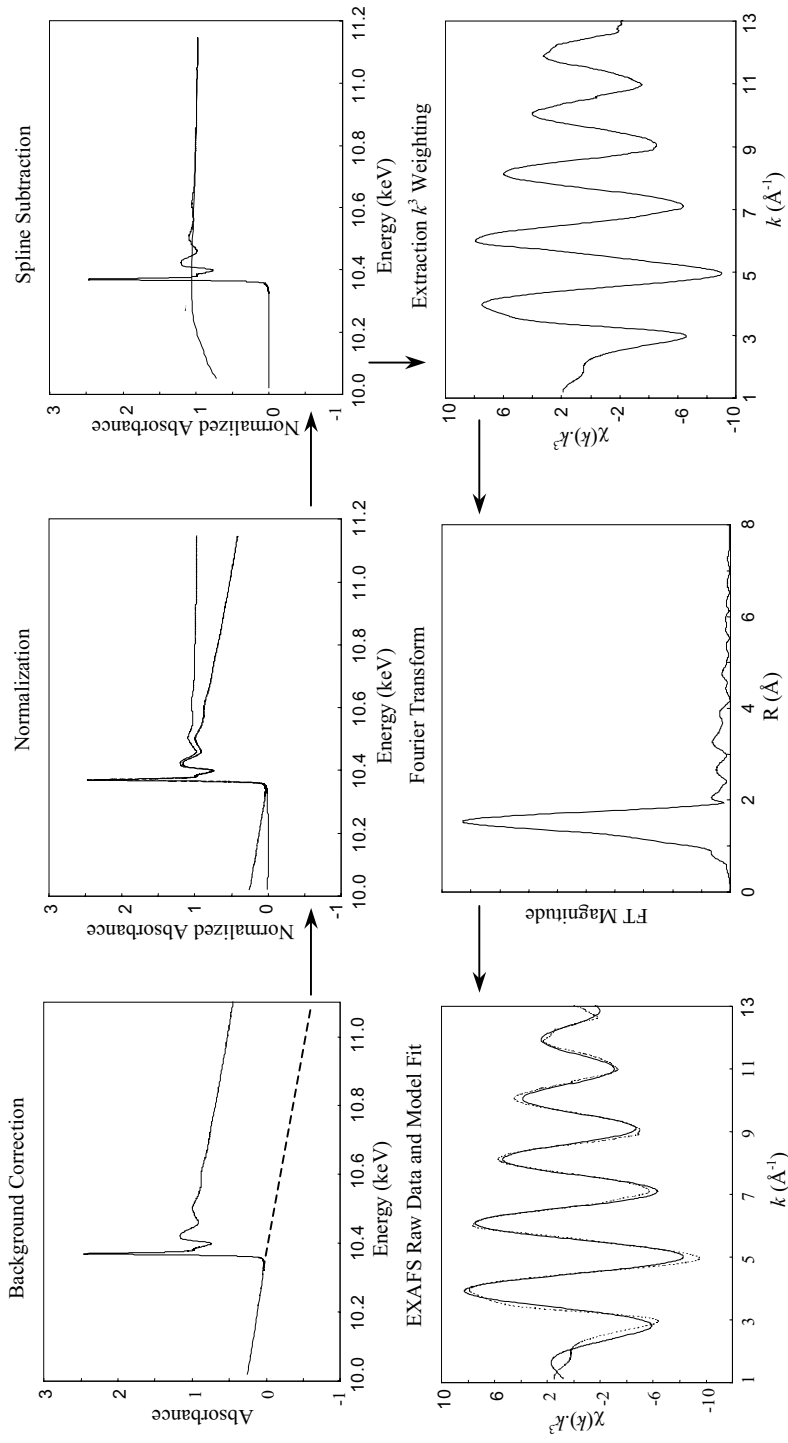 Background Correction
Absorbance
3
2
1
0
-1
10.0 10.2 10.4 10.6 10.8 11.0
Energy (keV)
Normalization
Normalized Absorbance
3
2
1
0
-1
10.0 10.2 10.4 10.6 10.8 11.0 11.2
Energy (keV)
Spline Subtraction
Normalized Absorbance
3
2
1
0
-1
10.0 10.2 10.4 10.6 10.8 11.0 11.2
Energy (keV)
EXAFS Raw Data and Model Fit
χ(k).k³
10
6
2
-2
-6
-10
1 3 5 7 9 11 13
k (Å⁻¹)
Fourier Transform
FT Magnitude
0 2 4 6 8
R (Å)
Extraction k³ Weighting
χ(k).k³
10
6
2
-2
-6
-10
1 3 5 7 9 11 13
k (Å⁻¹)